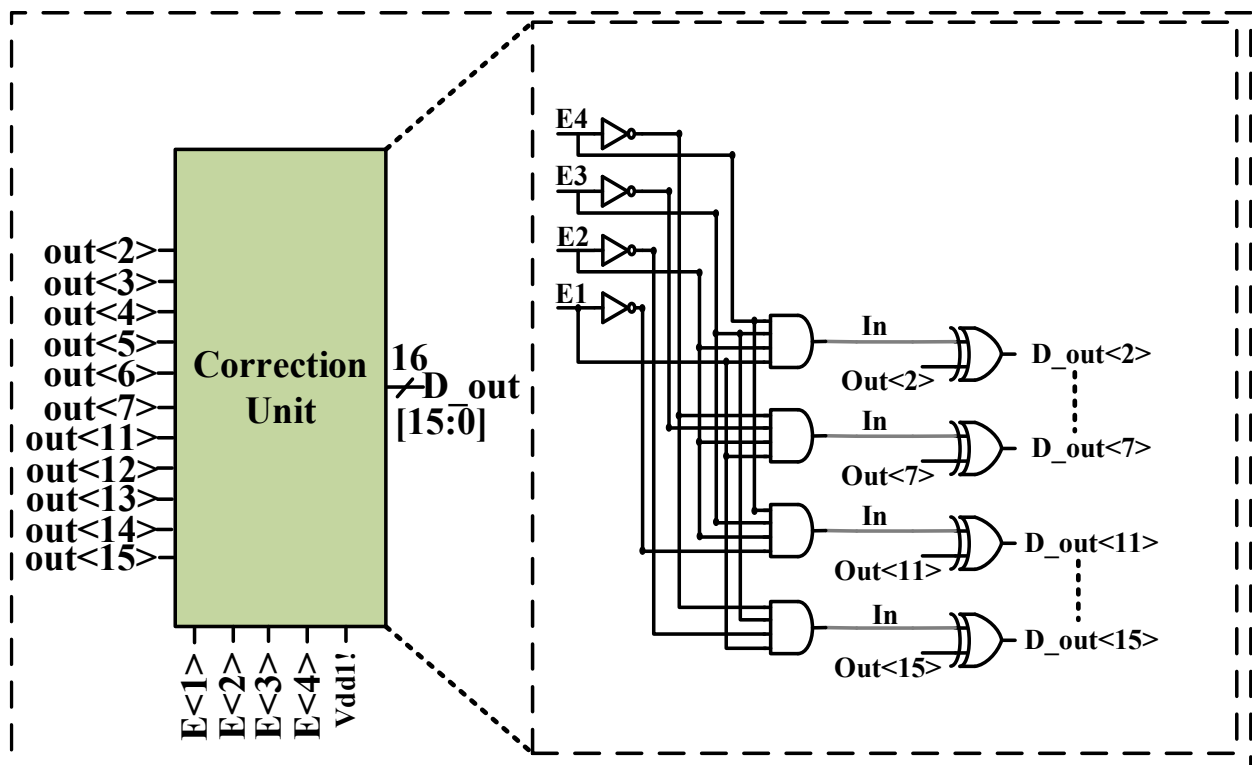 out<2>
out<3>
out<4>
out<5>
out<6>
out<7>
out<11>
out<12>
out<13>
out<14>
out<15>
Correction
Unit
16
D_out
[15:0]
E<1>
E<2>
E<3>
E<4>
Vdd1!
E4
E3
E2
E1
In
Out<2>
D_out<2>
In
Out<7>
D_out<7>
In
Out<11>
D_out<11>
In
Out<15>
D_out<15>